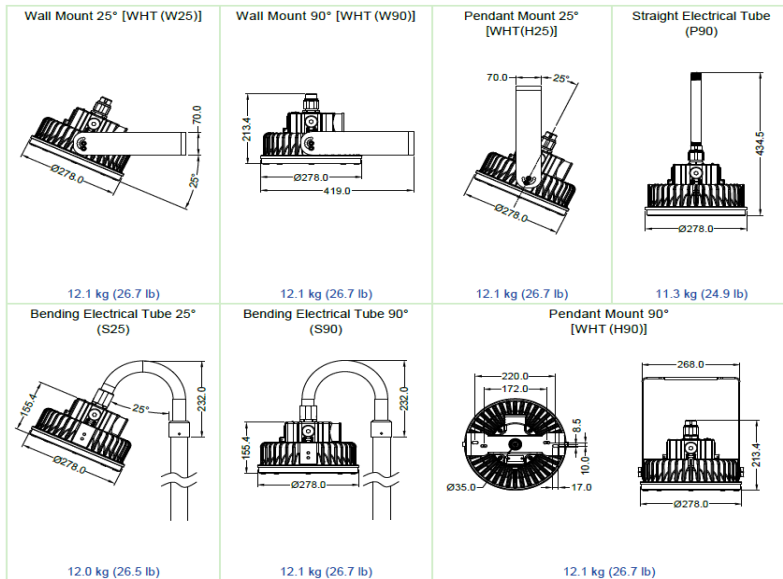 Wall Mount 25° [WHT (W25)]
70.0
25°
Ø278.0
12.1 kg (26.7 lb)
Wall Mount 90° [WHT (W90)]
213.4
Ø278.0
419.0
12.1 kg (26.7 lb)
Pendant Mount 25°
[WHT(H25)]
70.0
25°
Ø278.0
12.1 kg (26.7 lb)
Straight Electrical Tube
(P90)
434.5
Ø278.0
11.3 kg (24.9 lb)
Bending Electrical Tube 25°
(S25)
155.4
25°
232.0
Ø278.0
12.0 kg (26.5 lb)
Bending Electrical Tube 90°
(S90)
232.0
155.4
Ø278.0
12.1 kg (26.7 lb)
Pendant Mount 90°
[WHT (H90)]
220.0
172.0
8.5
10.0
Ø35.0
17.0
268.0
213.4
Ø278.0
12.1 kg (26.7 lb)